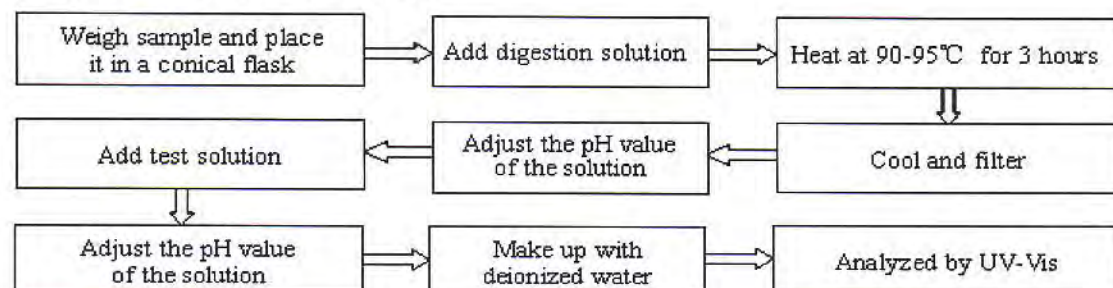 Weigh sample and place
it in a conical flask
Add digestion solution
Heat at 90-95℃ for 3 hours
Cool and filter
Adjust the pH value
of the solution
Add test solution
Adjust the pH value
of the solution
Make up with
deionized water
Analyzed by UV-Vis